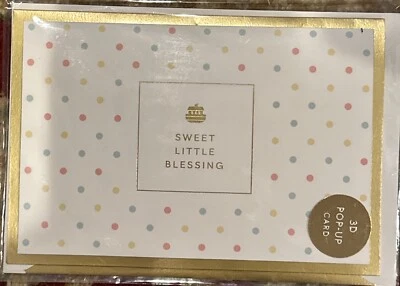 SWEET
LITTLE
BLESSING
3D
POP-UP
CARD